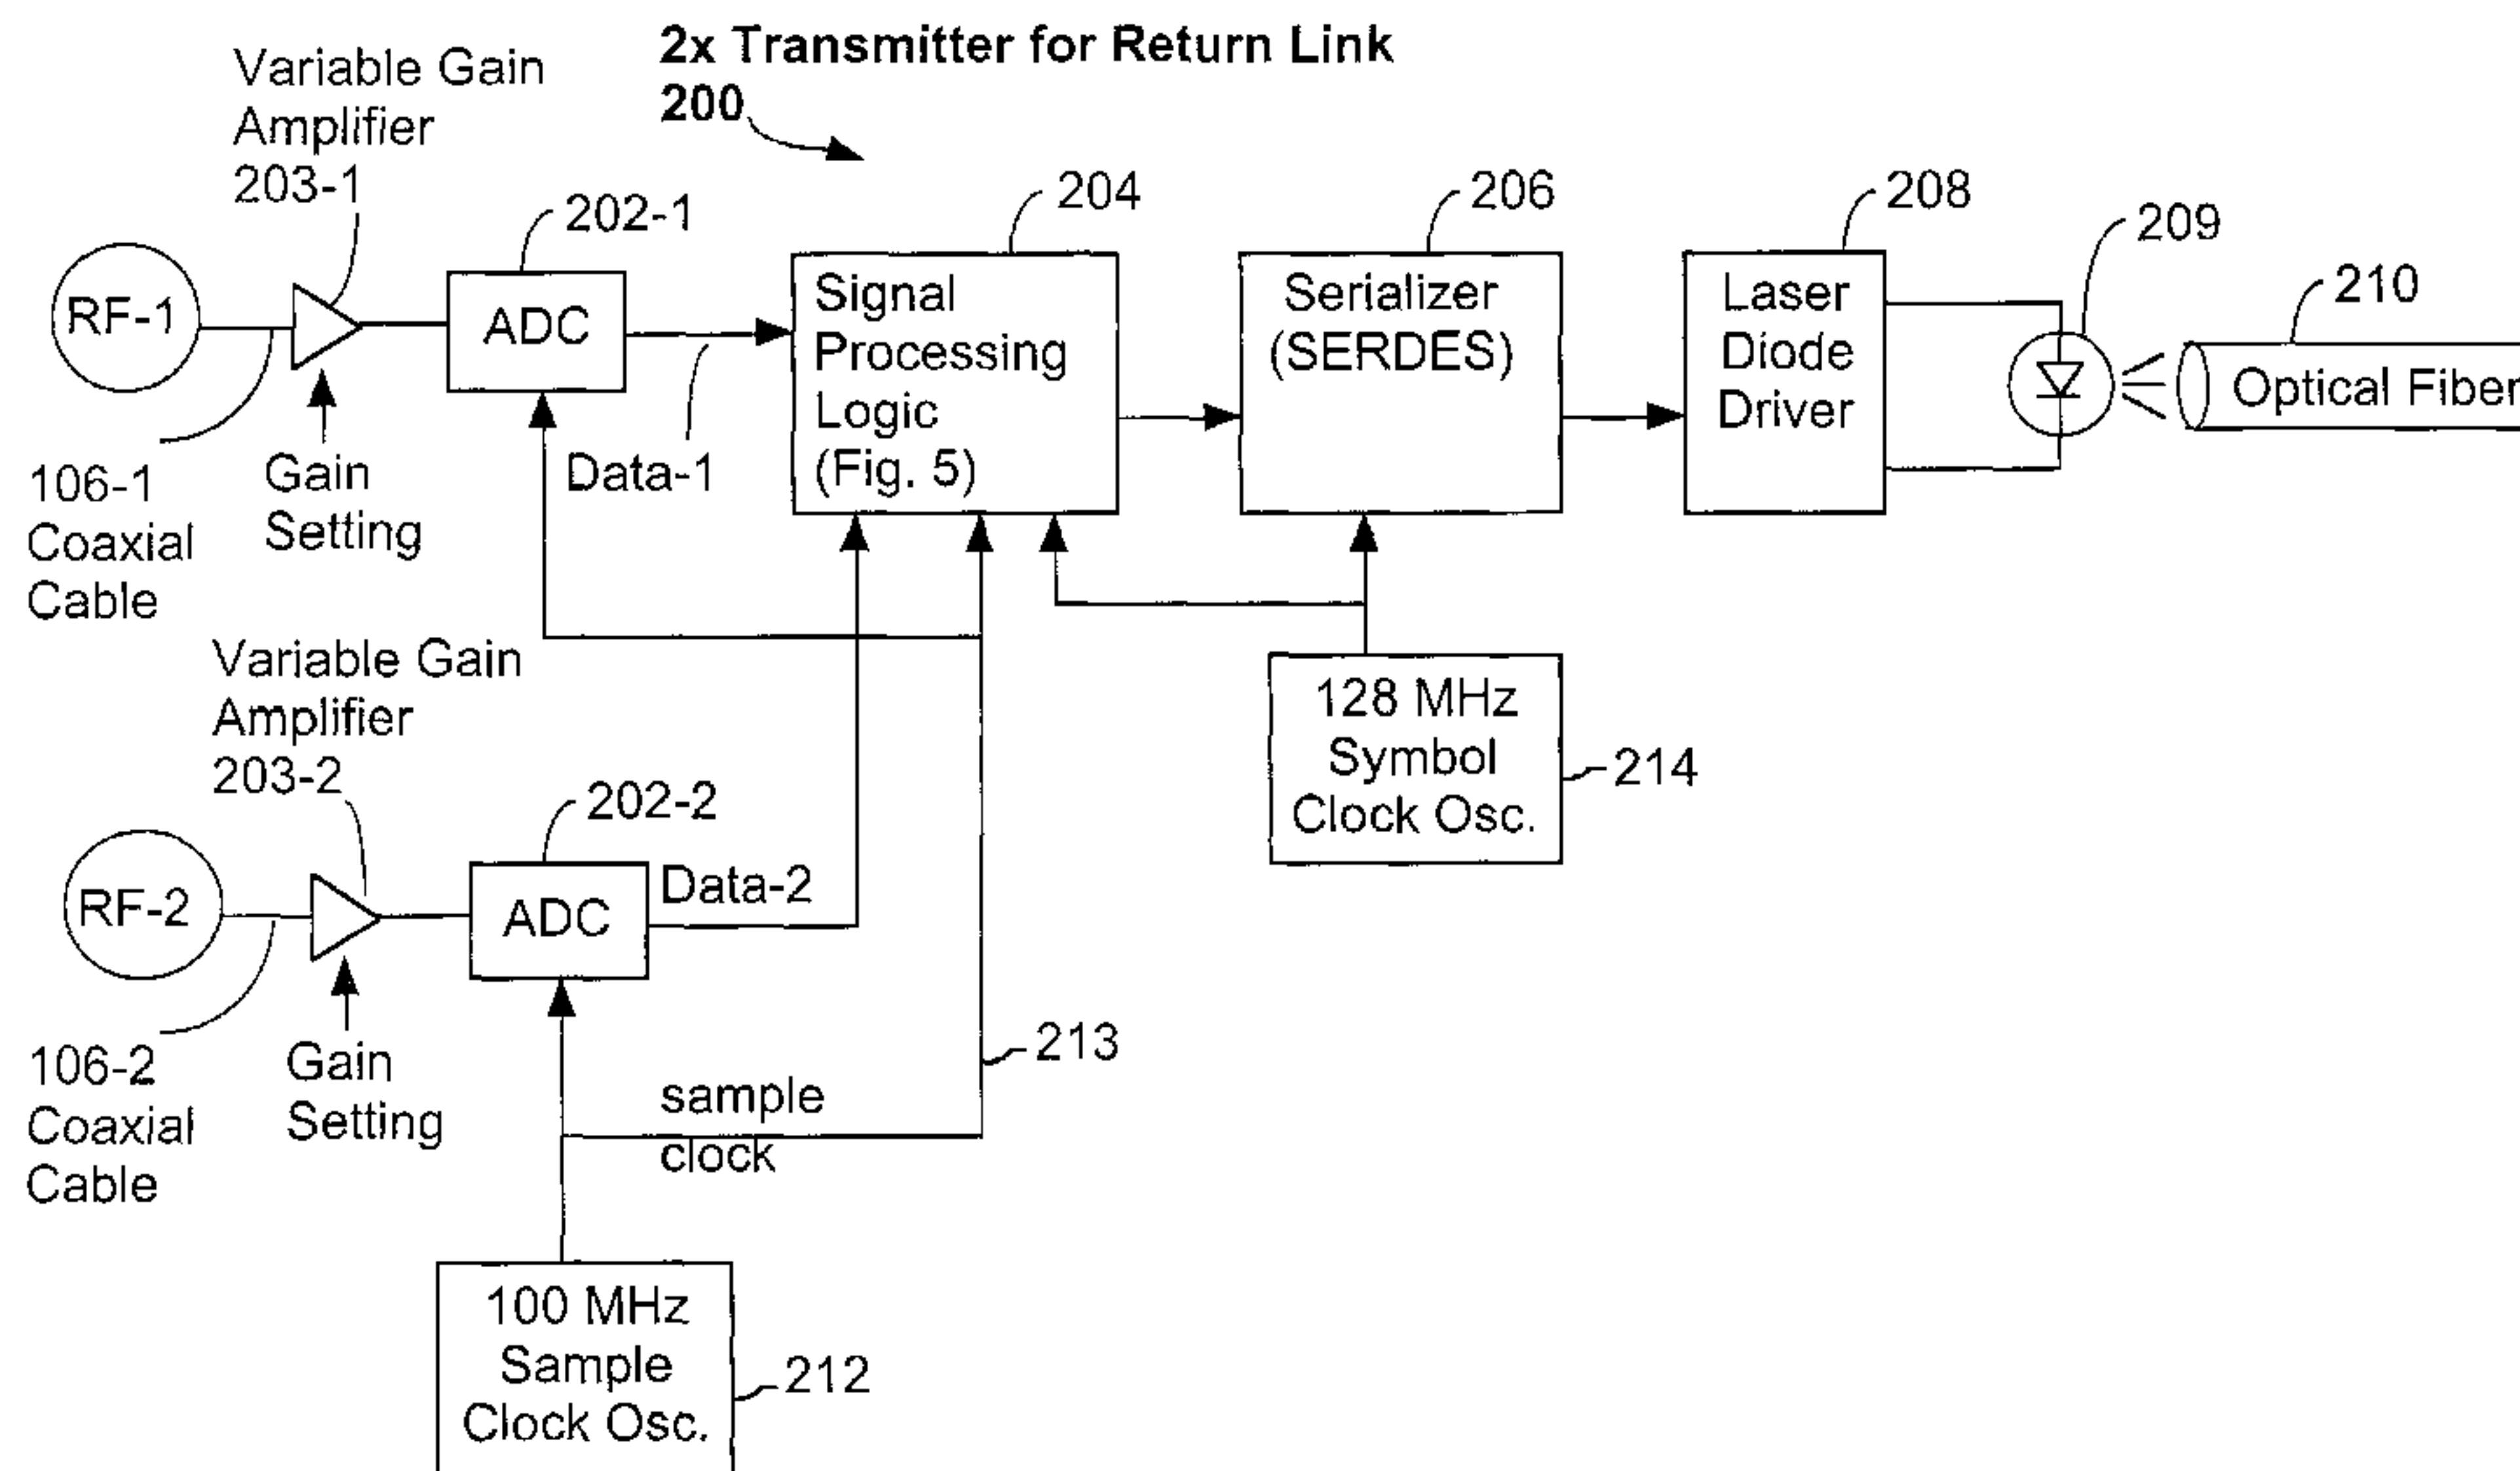 2x Transmitter for Return Link
200
Variable Gain
Amplifier
203-1
202-1
204
206
208
209
210
RF-1
ADC
Signal
Processing
Logic
(Fig. 5)
Serializer
(SERDES)
Laser
Diode
Driver
Optical Fiber
106-1
Coaxial
Cable
Gain
Setting
Data-1
Variable Gain
Amplifier
203-2
202-2
128 MHz
Symbol
Clock Osc.
214
RF-2
ADC
Data-2
106-2
Coaxial
Cable
Gain
Setting
213
sample
clock
100 MHz
Sample
Clock Osc.
212